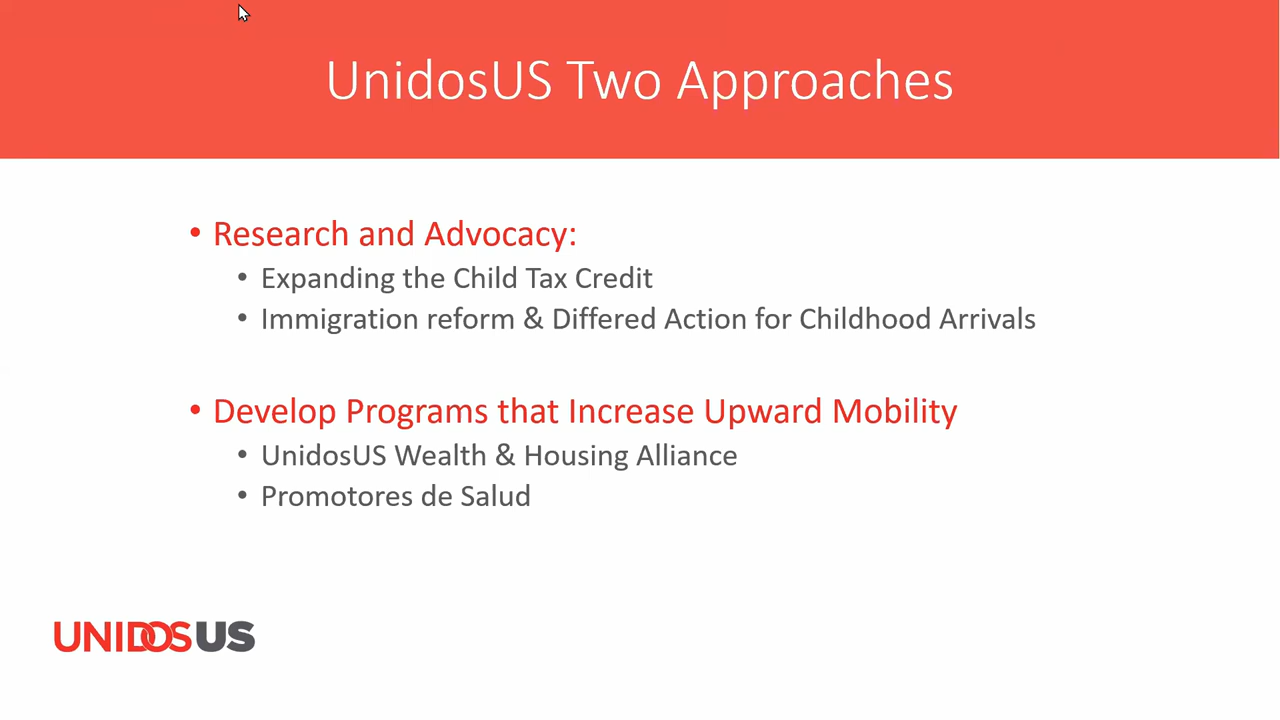 UnidosUS Two Approaches
• Research and Advocacy:
• Expanding the Child Tax Credit
• Immigration reform & Differed Action for Childhood Arrivals
• Develop Programs that Increase Upward Mobility
• UnidosUS Wealth & Housing Alliance
• Promotores de Salud
UNIDOSUS